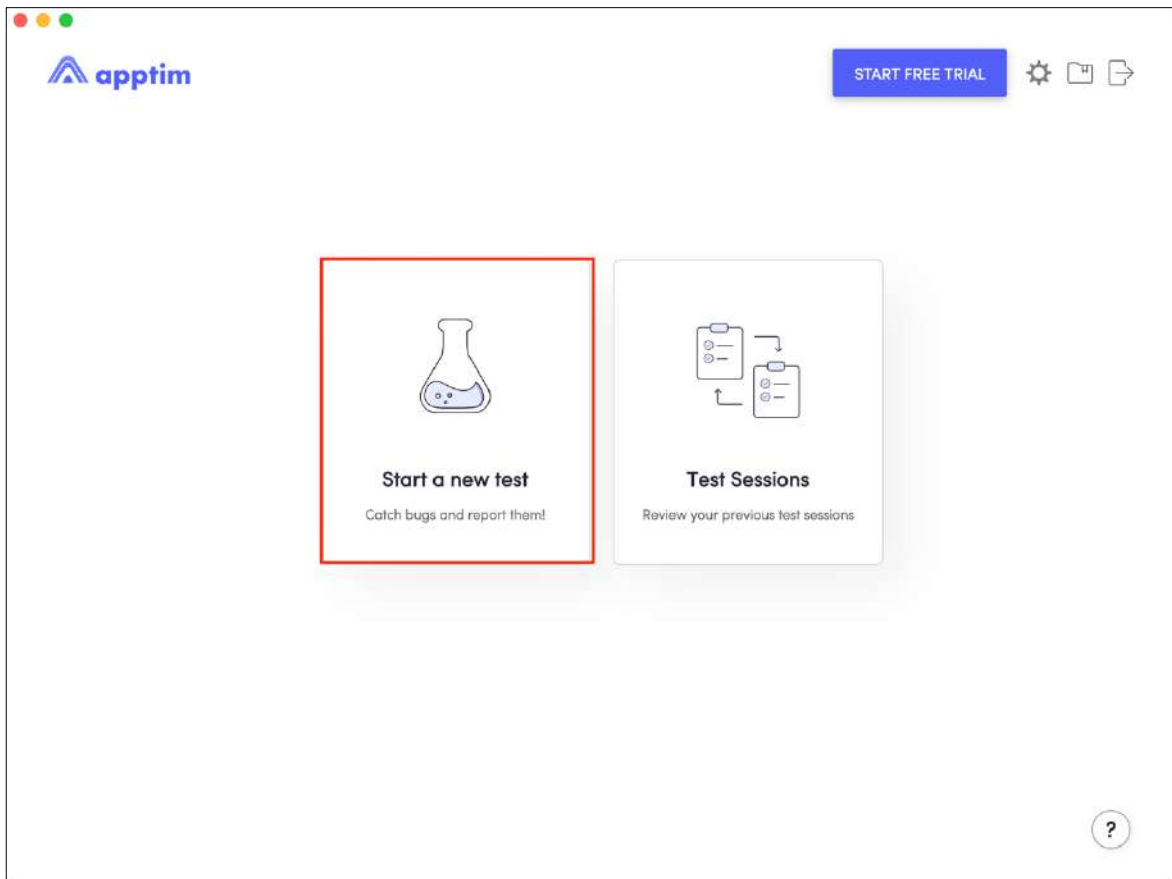 apptim
START FREE TRIAL
Start a new test
Catch bugs and report them!
Test Sessions
Review your previous test sessions
?